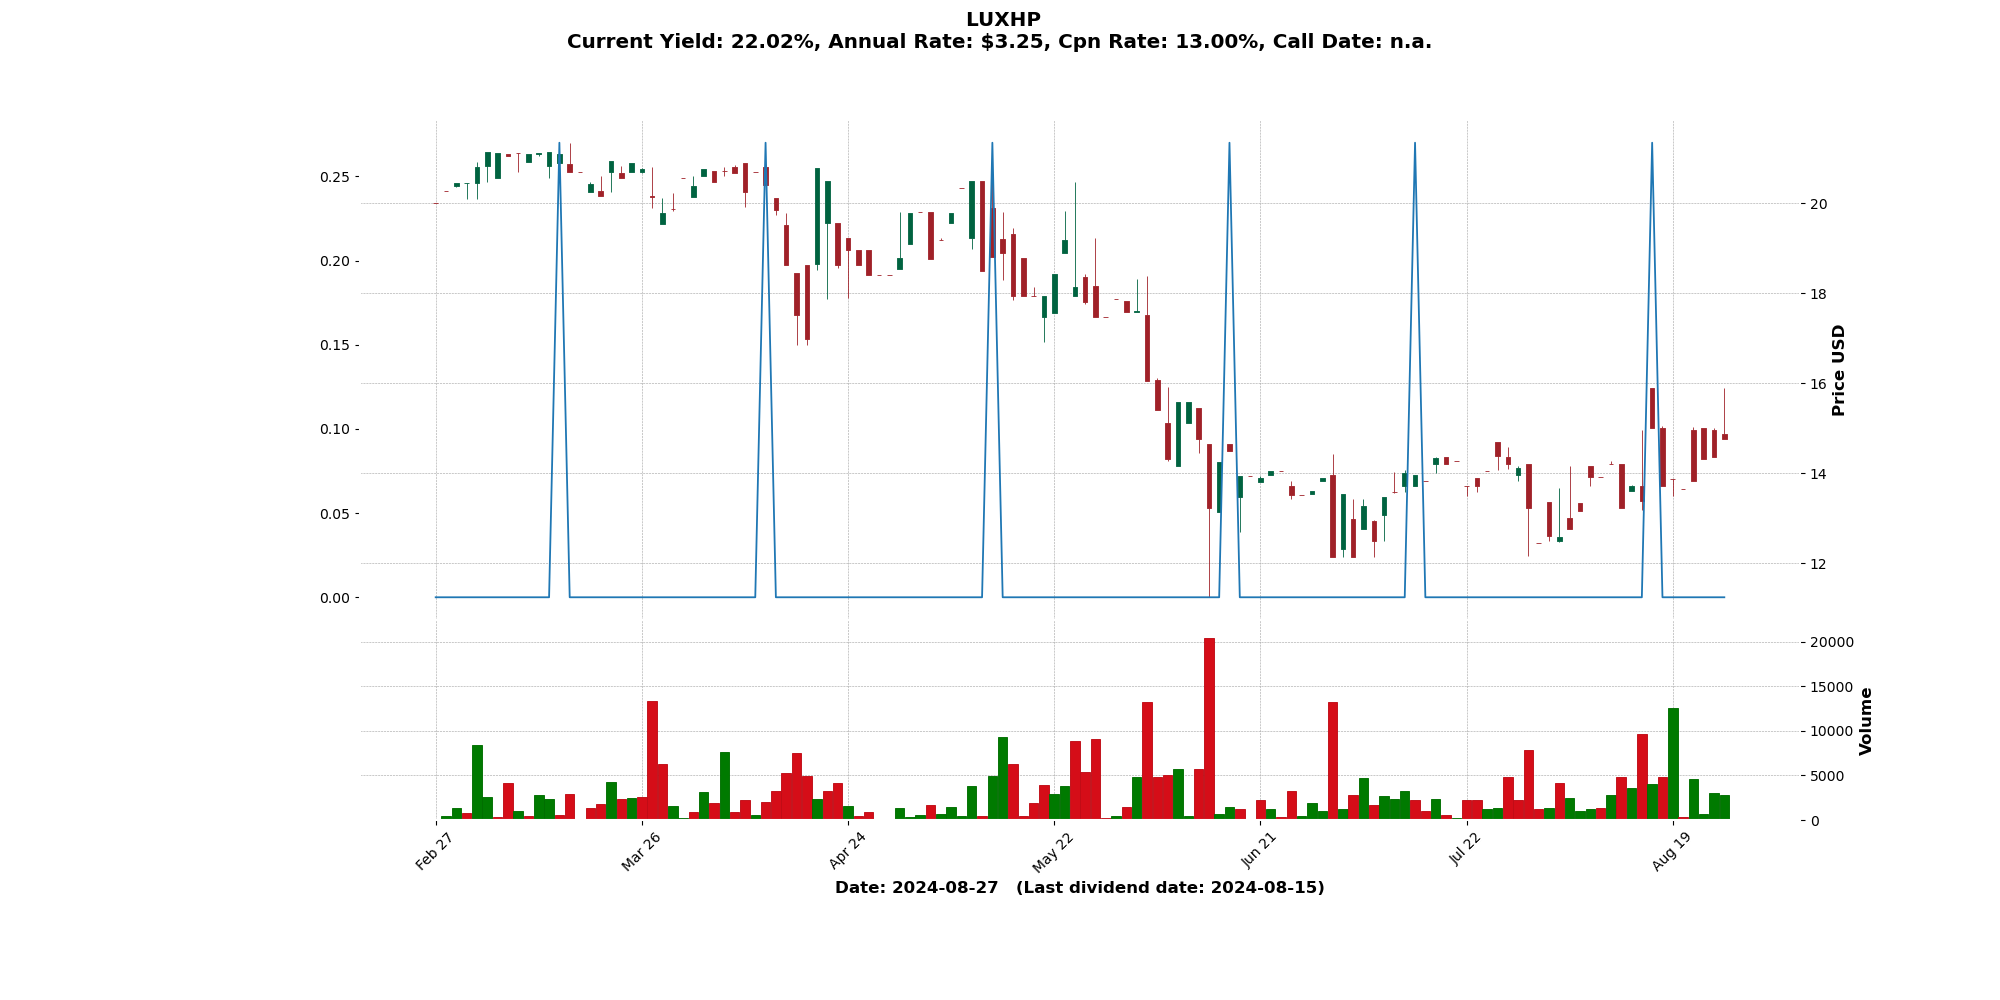 LUXHP
Current Yield: 22.02%, Annual Rate: $3.25, Cpn Rate: 13.00%, Call Date: n.a.
0.25
0.20
0.15
0.10
0.05
0.00
20
18
16
14
12
Price USD
20000
15000
10000
5000
0
Volume
Feb 27
Mar 26
Apr 24
May 22
Jun 21
Jul 22
Aug 19
Date: 2024-08-27   (Last dividend date: 2024-08-15)